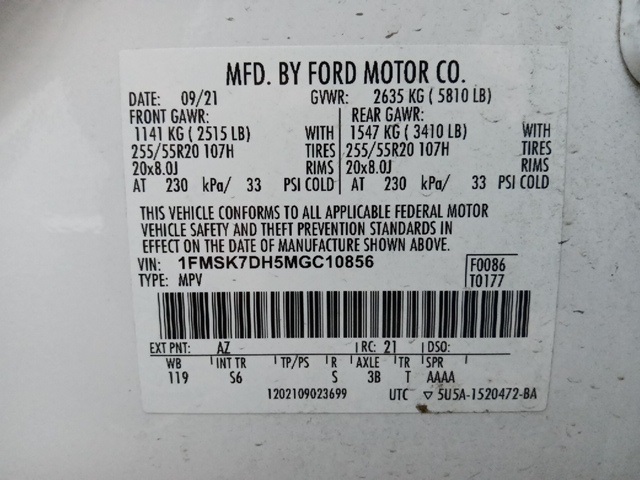 MFD. BY FORD MOTOR CO.
DATE: 09/21 GVWR: 2635 KG ( 5810 LB)
FRONT GAWR: REAR GAWR:
1141 KG ( 2515 LB) WITH 1547 KG ( 3410 LB) WITH
255/55R20 107H TIRES 255/55R20 107H TIRES
20x8.0J RIMS 20x8.0J RIMS
AT 230 kPa/ 33 PSI COLD AT 230 kPa/ 33 PSI COLD
THIS VEHICLE CONFORMS TO ALL APPLICABLE FEDERAL MOTOR
VEHICLE SAFETY AND THEFT PREVENTION STANDARDS IN
EFFECT ON THE DATE OF MANUFACTURE SHOWN ABOVE.
VIN: 1FMSK7DH5MGC10856 F0086
TYPE: MPV T0177
EXT PNT: AZ RC: 21 DSO:
WB INT TR TP/PS R AXLE TR SPR
119 S6 S 3B T AAAA
1202109023699 UTC ▽ 5U5A-1520472-BA